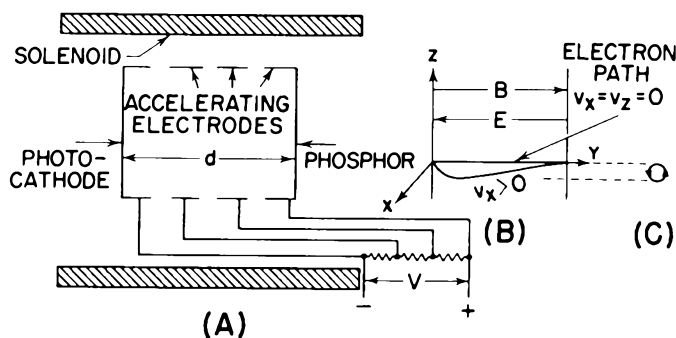 SOLENOID
ACCELERATING
ELECTRODES
PHOTO-
CATHODE
d
PHOSPHOR
V
− +
(A)
Z
ELECTRON
PATH
B
vx=vz=0
E
Y
vx>0
X
(B)
(C)